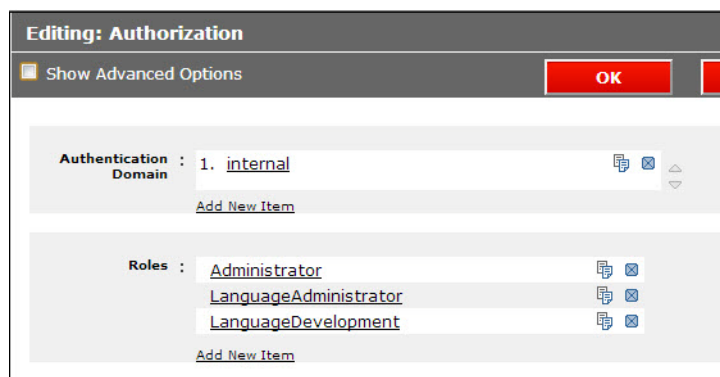 Editing: Authorization
Show Advanced Options
OK
Authentication Domain :
1. internal
Add New Item
Roles :
Administrator
LanguageAdministrator
LanguageDevelopment
Add New Item